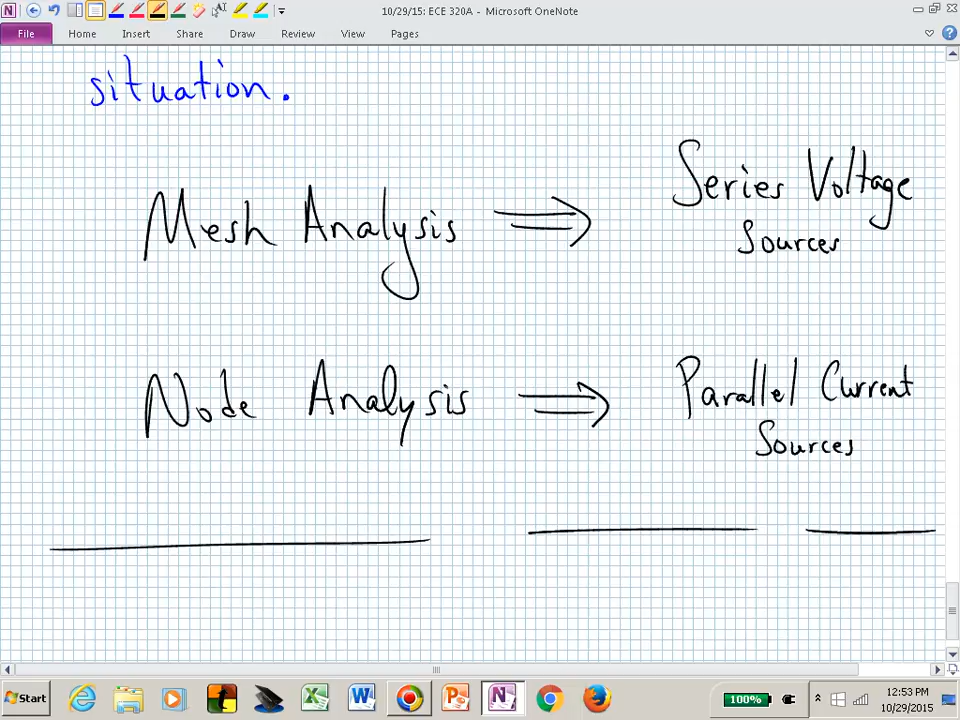 10/29/15: ECE 320A - Microsoft OneNote
File Home Insert Share Draw Review View Pages
situation.
Mesh Analysis ⟹ Series Voltage
Sources
Node Analysis ⟹ Parallel Current
Sources
Start
100%
12:53 PM
10/29/2015